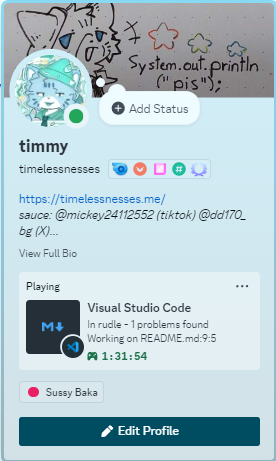 System.out.println
("pis");
Add Status
timmy
timelessnesses
https://timelessnesses.me/
sauce: @mickey24112552 (tiktok) @dd170_
bg (X)...
View Full Bio
Playing
Visual Studio Code
In rudle - 1 problems found
Working on README.md:9:5
1:31:54
Sussy Baka
Edit Profile